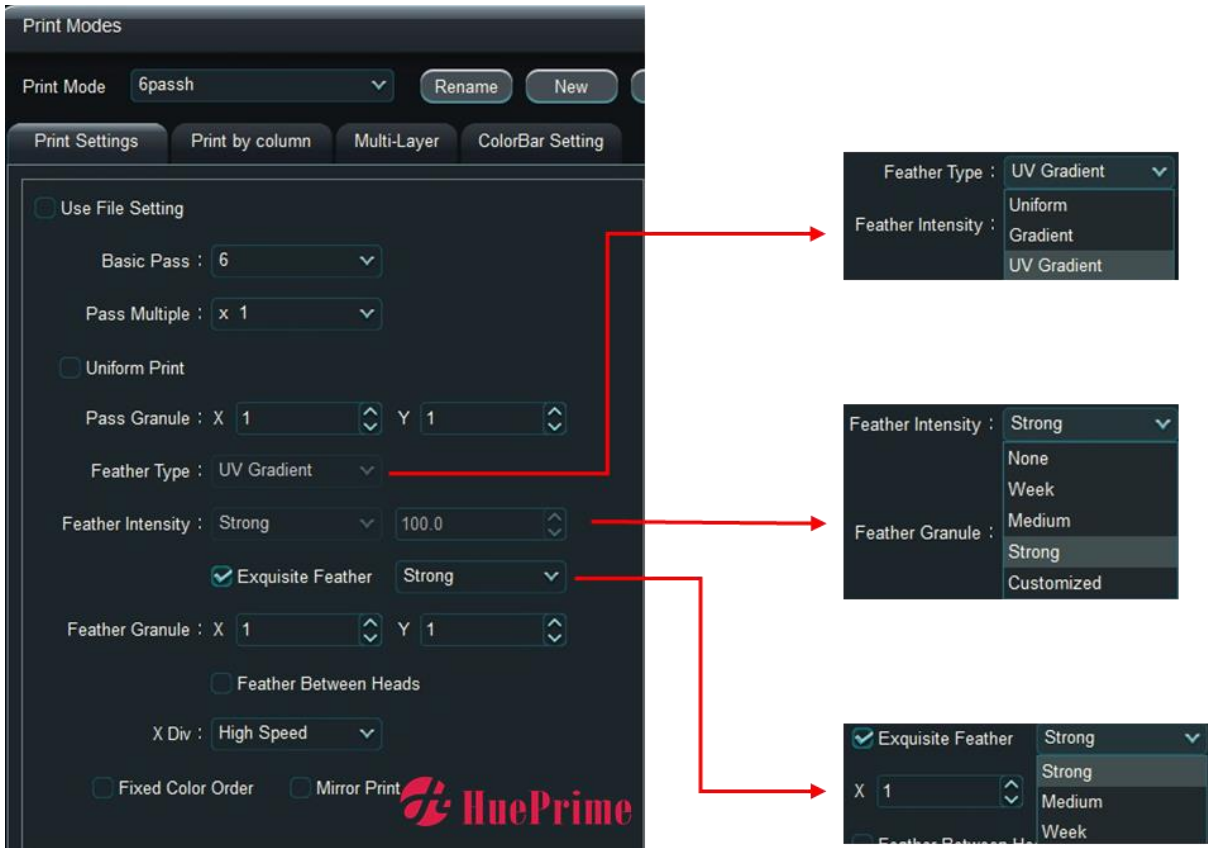 Print Modes
Print Mode 6passh Rename New
Print Settings Print by column Multi-Layer ColorBar Setting
Use File Setting
Basic Pass : 6
Pass Multiple : x 1
Uniform Print
Pass Granule : X 1 Y 1
Feather Type : UV Gradient
Feather Intensity : Strong 100.0
Exquisite Feather Strong
Feather Granule : X 1 Y 1
Feather Between Heads
X Div : High Speed
Fixed Color Order Mirror Print
HuePrime
Feather Type : UV Gradient
Uniform
Feather Intensity :
Gradient
UV Gradient
Feather Intensity : Strong
None
Week
Medium
Feather Granule :
Strong
Customized
Exquisite Feather Strong
Strong
X 1
Medium
Week
Feather Between He